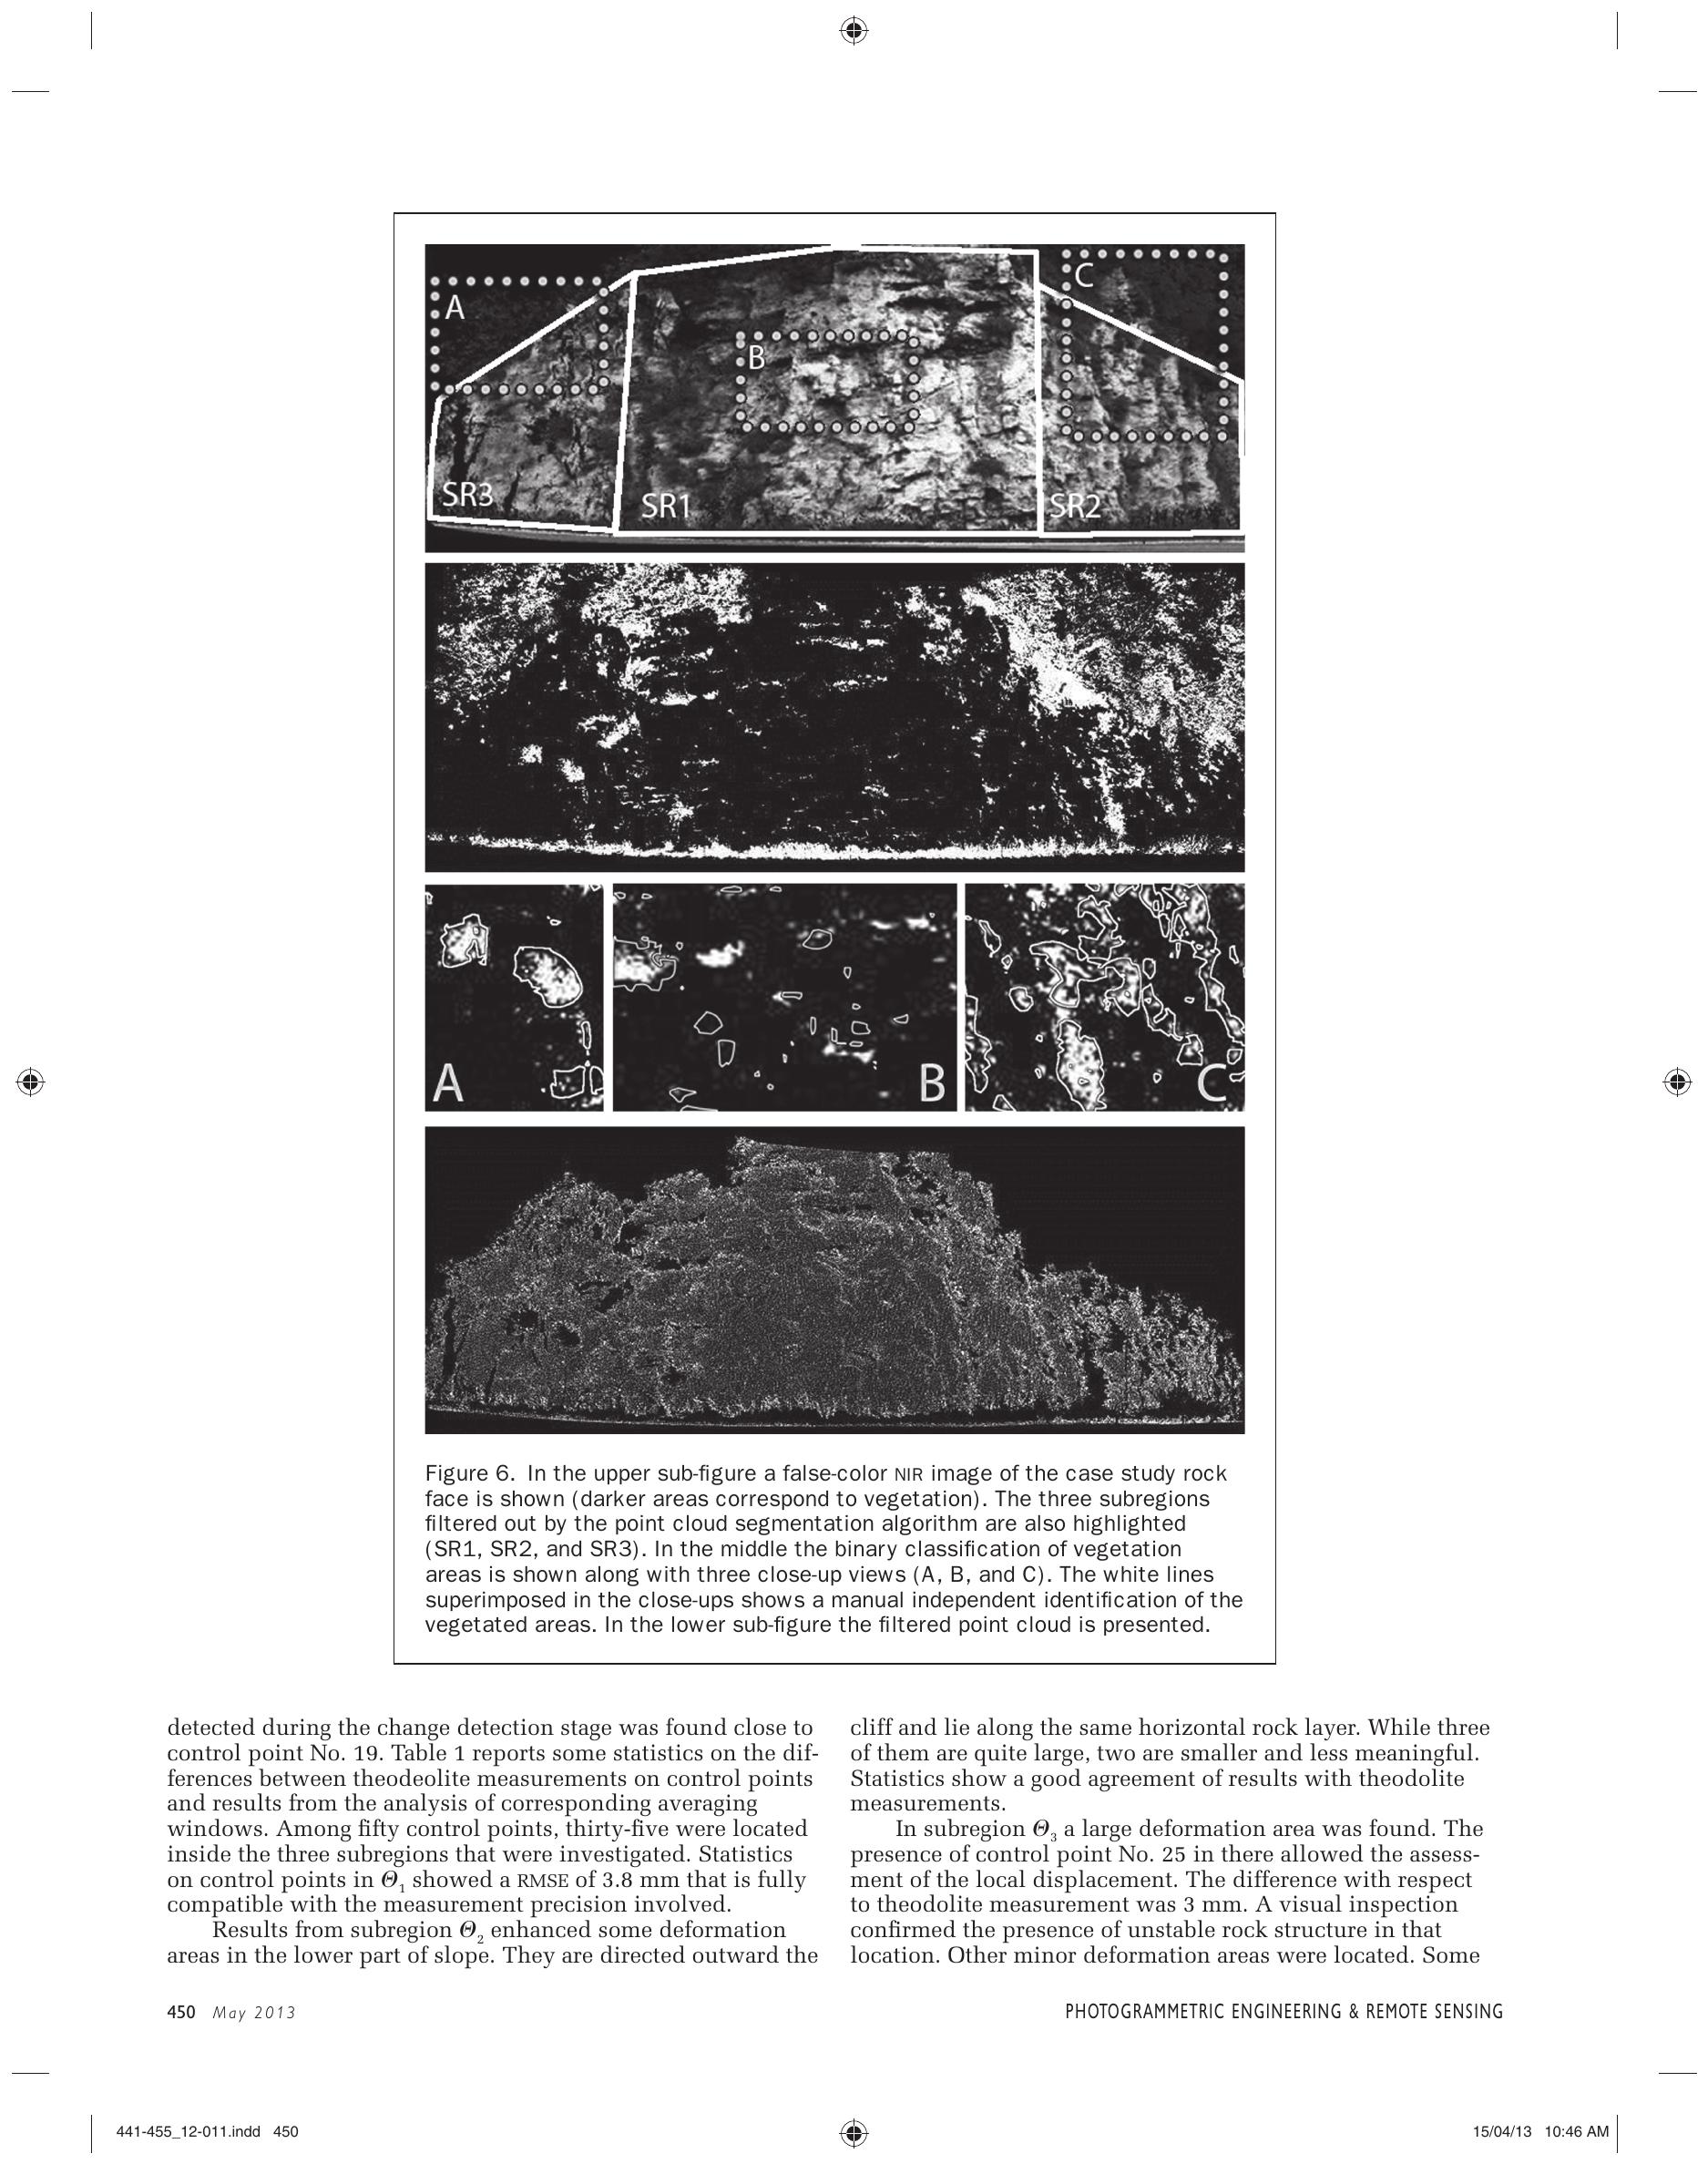 A
B
C
SR3
SR1
SR2
A
B
C
Figure 6. In the upper sub-figure a false-color NIR image of the case study rock
face is shown (darker areas correspond to vegetation). The three subregions
filtered out by the point cloud segmentation algorithm are also highlighted
(SR1, SR2, and SR3). In the middle the binary classification of vegetation
areas is shown along with three close-up views (A, B, and C). The white lines
superimposed in the close-ups shows a manual independent identification of the
vegetated areas. In the lower sub-figure the filtered point cloud is presented.
detected during the change detection stage was found close to
control point No. 19. Table 1 reports some statistics on the dif-
ferences between theodeolite measurements on control points
and results from the analysis of corresponding averaging
windows. Among fifty control points, thirty-five were located
inside the three subregions that were investigated. Statistics
on control points in Θ₁ showed a RMSE of 3.8 mm that is fully
compatible with the measurement precision involved.
Results from subregion Θ₂ enhanced some deformation
areas in the lower part of slope. They are directed outward the
cliff and lie along the same horizontal rock layer. While three
of them are quite large, two are smaller and less meaningful.
Statistics show a good agreement of results with theodolite
measurements.
In subregion Θ₃ a large deformation area was found. The
presence of control point No. 25 in there allowed the assess-
ment of the local displacement. The difference with respect
to theodolite measurement was 3 mm. A visual inspection
confirmed the presence of unstable rock structure in that
location. Other minor deformation areas were located. Some
450 May 2013
PHOTOGRAMMETRIC ENGINEERING & REMOTE SENSING
441-455_12-011.indd 450
15/04/13 10:46 AM